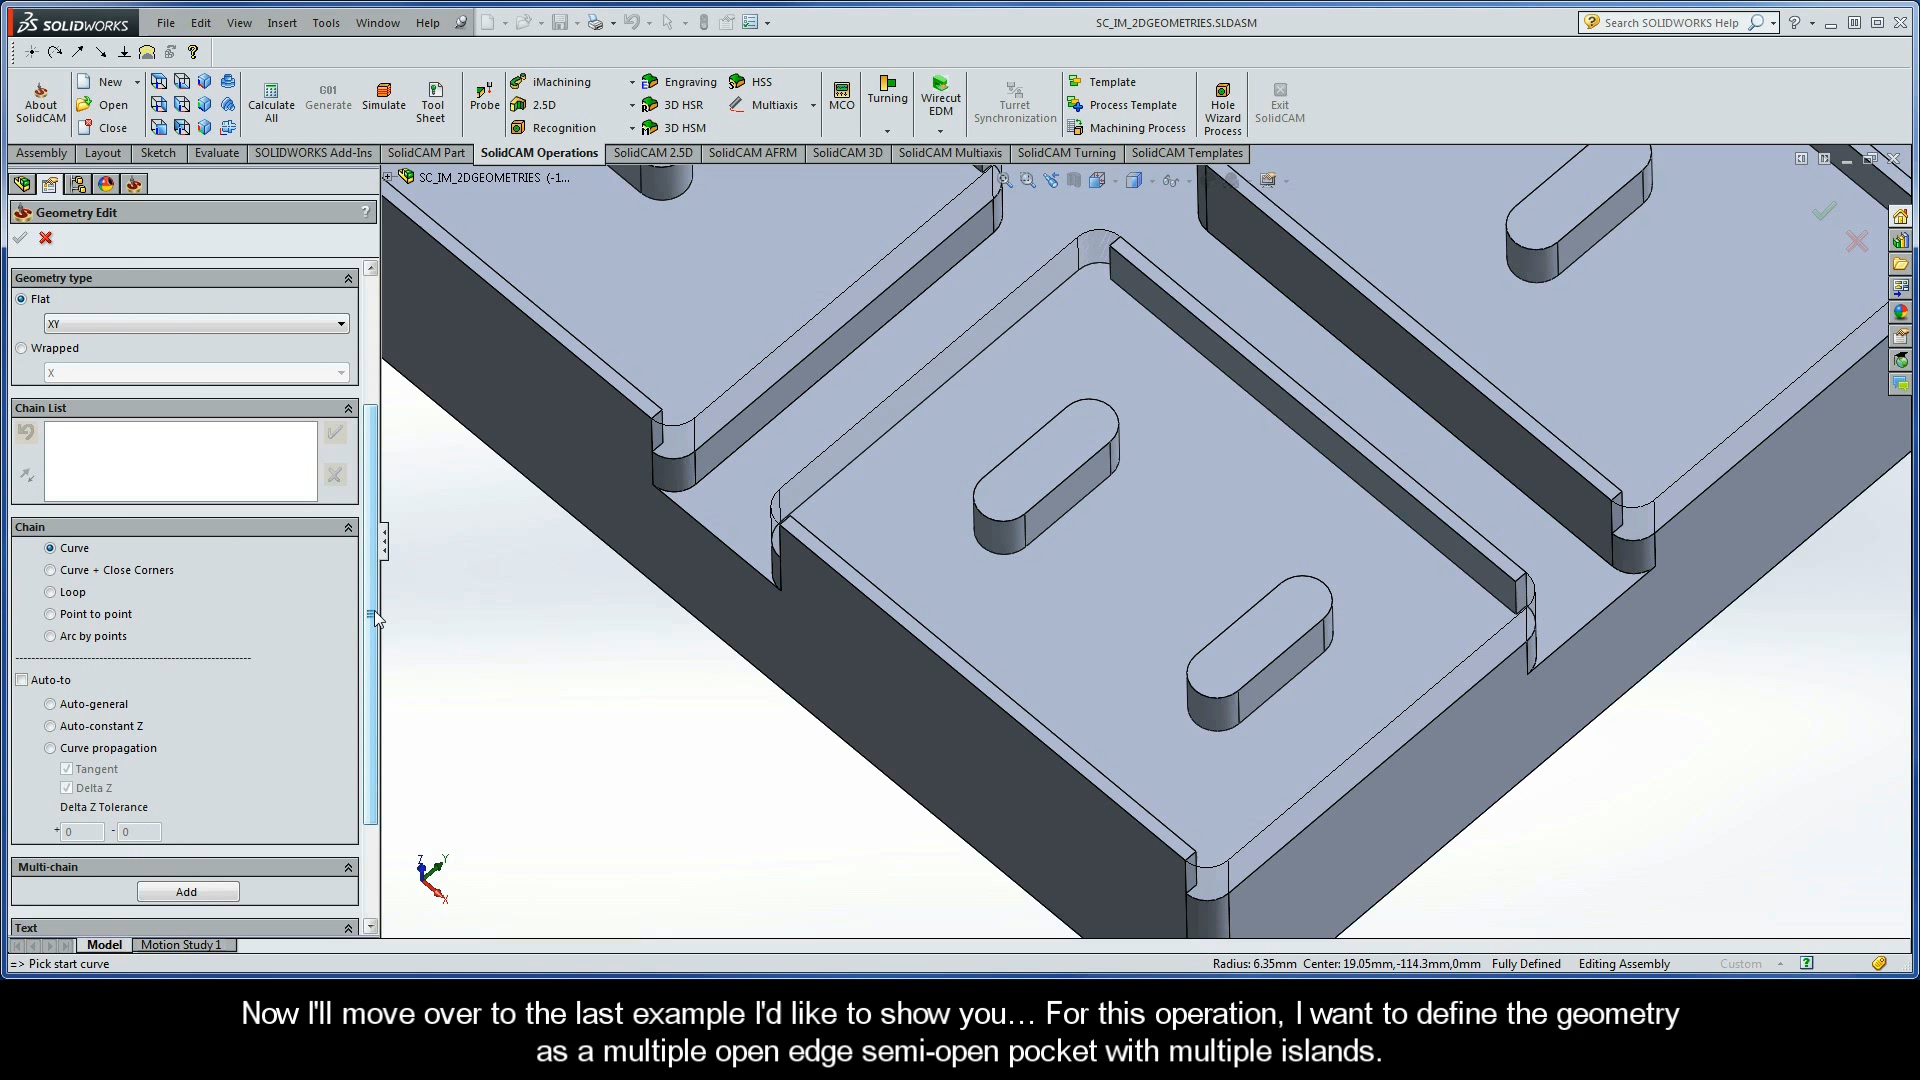 SOLIDWORKS File Edit View Insert Tools Window Help SC_IM_2DGEOMETRIES.SLDASM Search SOLIDWORKS Help
About SolidCAM New Open Close Calculate All G01 Generate Simulate Tool Sheet Probe iMachining 2.5D Recognition Engraving 3D HSR 3D HSM HSS Multiaxis MCO Turning Wirecut EDM Turret Synchronization Template Process Template Machining Process Hole Wizard Process Exit SolidCAM
Assembly Layout Sketch Evaluate SOLIDWORKS Add-Ins SolidCAM Part SolidCAM Operations SolidCAM 2.5D SolidCAM AFRM SolidCAM 3D SolidCAM Multiaxis SolidCAM Turning SolidCAM Templates
SC_IM_2DGEOMETRIES (-1...
Geometry Edit ?
Geometry type
Flat
XY
Wrapped
X
Chain List
Chain
Curve
Curve + Close Corners
Loop
Point to point
Arc by points
Auto-to
Auto-general
Auto-constant Z
Curve propagation
Tangent
Delta Z
Delta Z Tolerance
+ 0 - 0
Multi-chain
Add
Text
Z Y X
Model Motion Study 1
=> Pick start curve Radius: 6.35mm Center: 19.05mm,-114.3mm,0mm Fully Defined Editing Assembly Custom
Now I'll move over to the last example I'd like to show you... For this operation, I want to define the geometry
as a multiple open edge semi-open pocket with multiple islands.